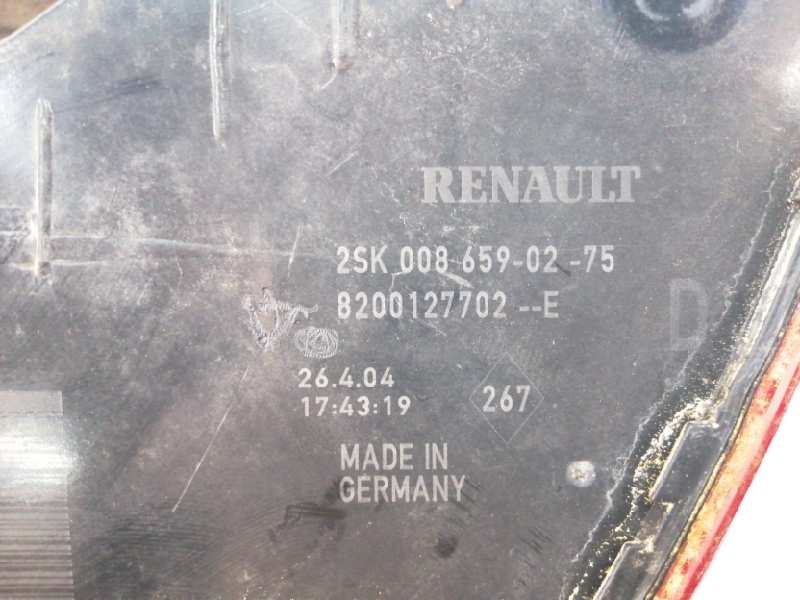 RENAULT
2SK 008 659-02-75
8200127702--E
D
26.4.04
17:43:19
267
MADE IN
GERMANY